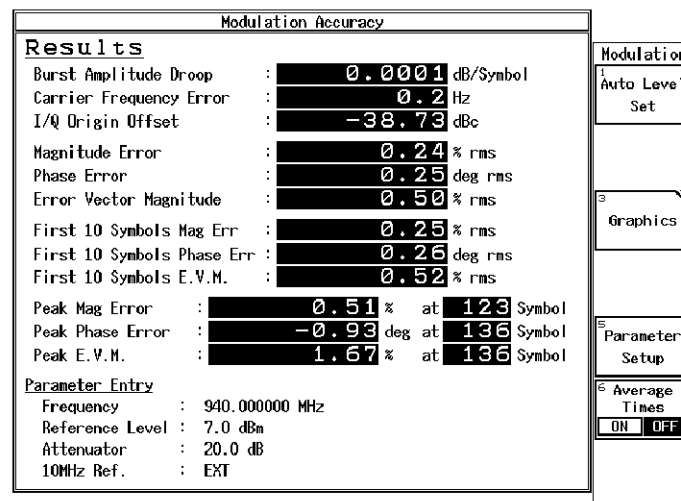 Modulation Accuracy
Results
Burst Amplitude Droop : 0.0001 dB/Symbol
Carrier Frequency Error : 0.2 Hz
I/Q Origin Offset : -38.73 dBc
Magnitude Error : 0.24 % rms
Phase Error : 0.25 deg rms
Error Vector Magnitude : 0.50 % rms
First 10 Symbols Mag Err : 0.25 % rms
First 10 Symbols Phase Err : 0.26 deg rms
First 10 Symbols E.V.M. : 0.52 % rms
Peak Mag Error : 0.51 % at 123 Symbol
Peak Phase Error : -0.93 deg at 136 Symbol
Peak E.V.M. : 1.67 % at 136 Symbol
Parameter Entry
Frequency : 940.000000 MHz
Reference Level : 7.0 dBm
Attenuator : 20.0 dB
10MHz Ref. : EXT
Modulation
1
Auto Level
Set
3
Graphics
5
Parameter
Setup
6
Average
Times
ON OFF